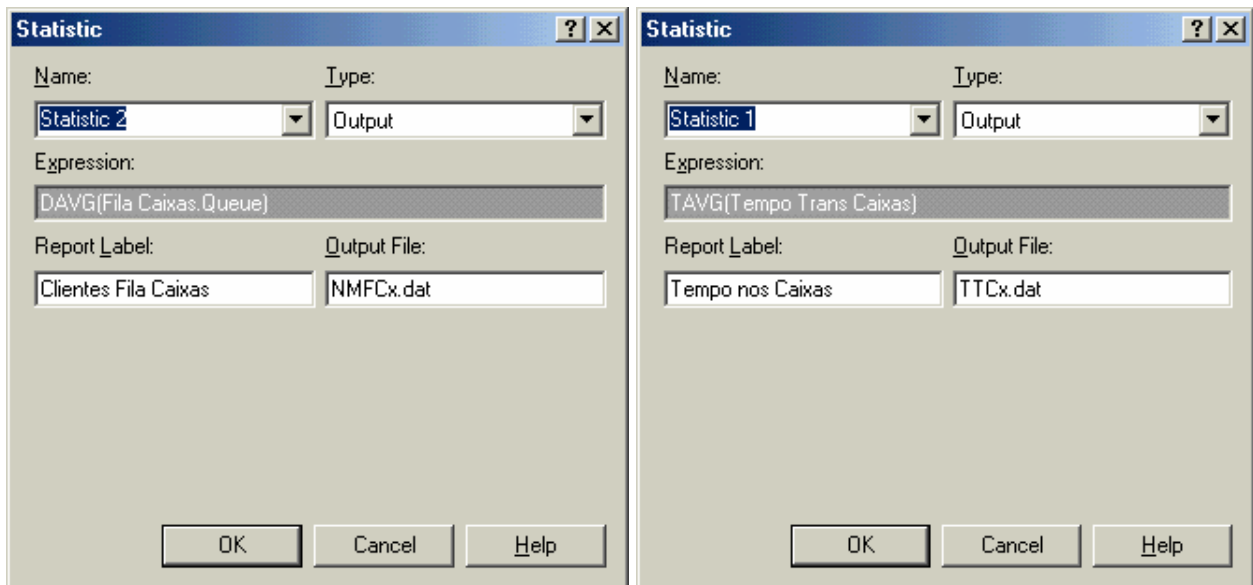 Statistic
Name:
Type:
Statistic 2
Output
Expression:
DAVG(Fila Caixas.Queue)
Report Label:
Output File:
Clientes Fila Caixas
NMFCx.dat
OK
Cancel
Help
Statistic
Name:
Type:
Statistic 1
Output
Expression:
TAVG(Tempo Trans Caixas)
Report Label:
Output File:
Tempo nos Caixas
TTCx.dat
OK
Cancel
Help